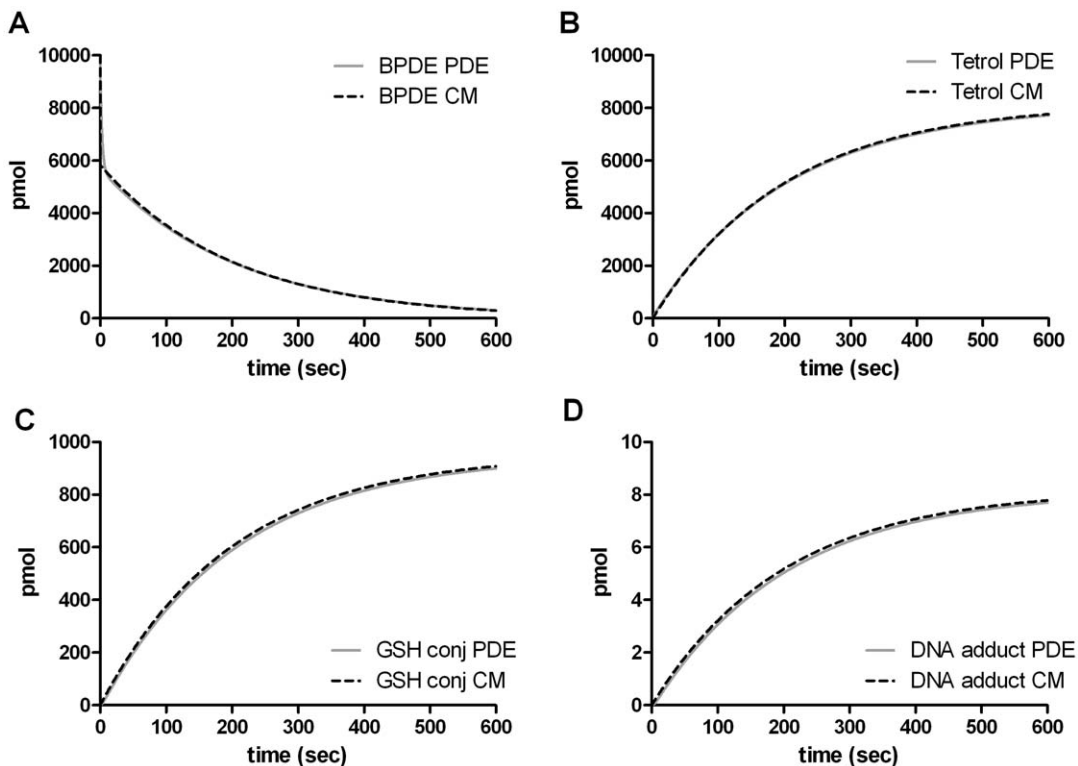 A
10000
8000
6000
4000
2000
0
pmol
BPDE PDE
BPDE CM
0 100 200 300 400 500 600
time (sec)
B
10000
8000
6000
4000
2000
0
pmol
Tetrol PDE
Tetrol CM
0 100 200 300 400 500 600
time (sec)
C
1000
800
600
400
200
0
pmol
GSH conj PDE
GSH conj CM
0 100 200 300 400 500 600
time (sec)
D
10
8
6
4
2
0
pmol
DNA adduct PDE
DNA adduct CM
0 100 200 300 400 500 600
time (sec)